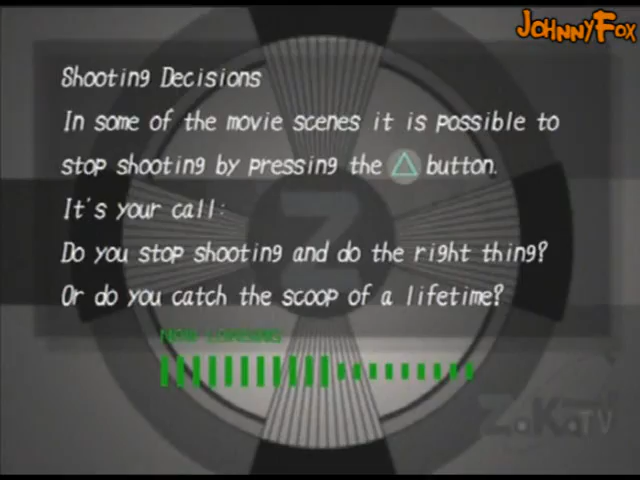 JohnnyFox
Shooting Decisions
In some of the movie scenes it is possible to
stop shooting by pressing the △ button.
It's your call:
Do you stop shooting and do the right thing?
Or do you catch the scoop of a lifetime?
NOW LOADING
Z
ZaKa TV